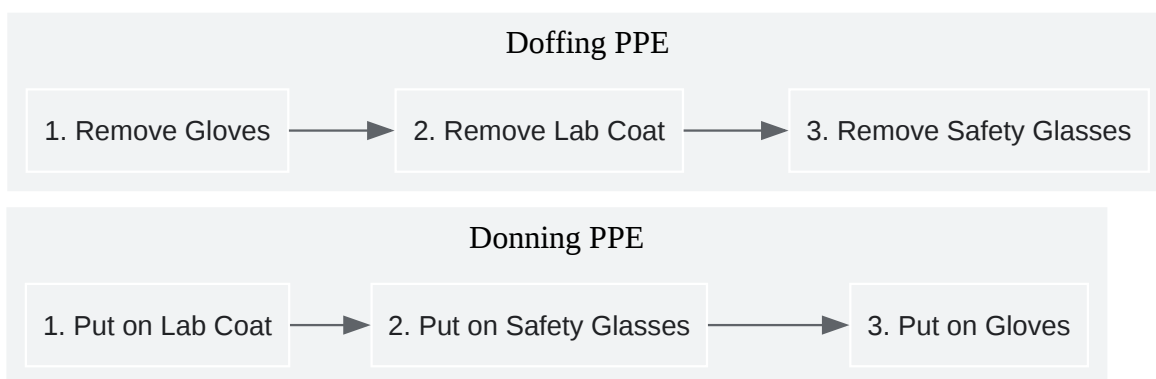 Doffing PPE
1. Remove Gloves
2. Remove Lab Coat
3. Remove Safety Glasses
Donning PPE
1. Put on Lab Coat
2. Put on Safety Glasses
3. Put on Gloves